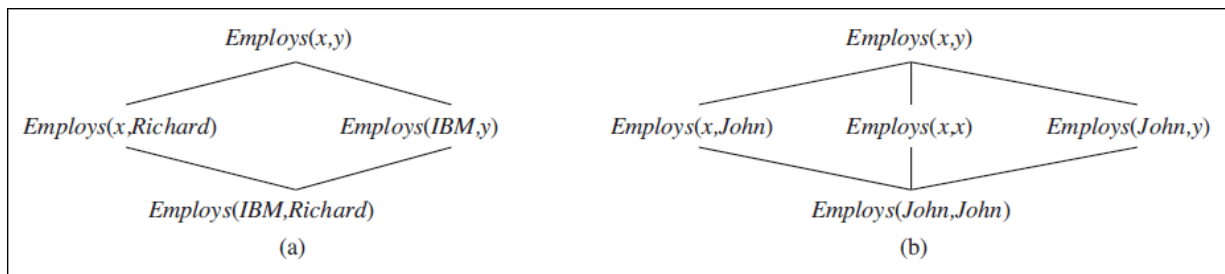 Employs(x,y) Employs(x,y)
Employs(x,Richard) Employs(IBM,y) Employs(x,John) Employs(x,x) Employs(John,y)
Employs(IBM,Richard) Employs(John,John)
(a) (b)